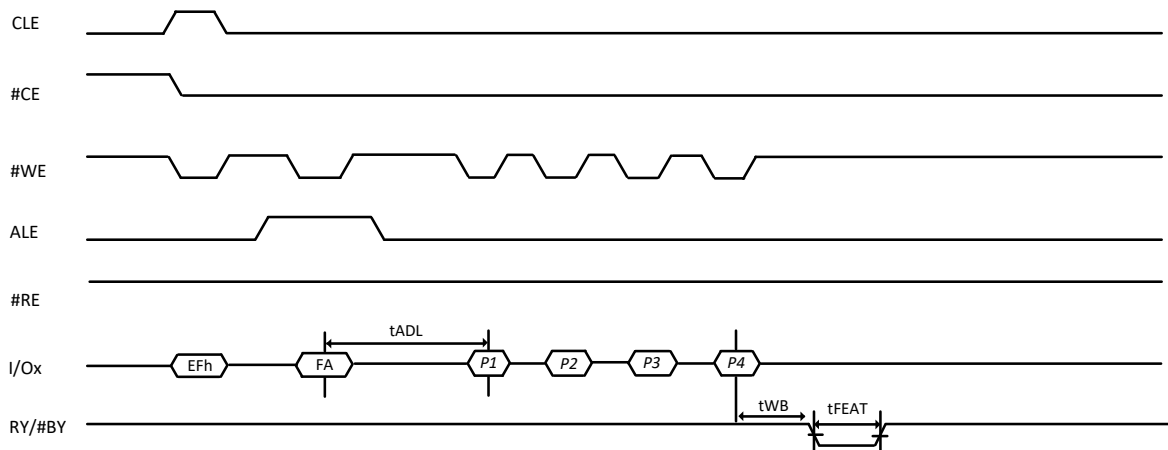 CLE
#CE
#WE
ALE
#RE
tADL
I/Ox EFh FA P1 P2 P3 P4
tWB tFEAT
RY/#BY